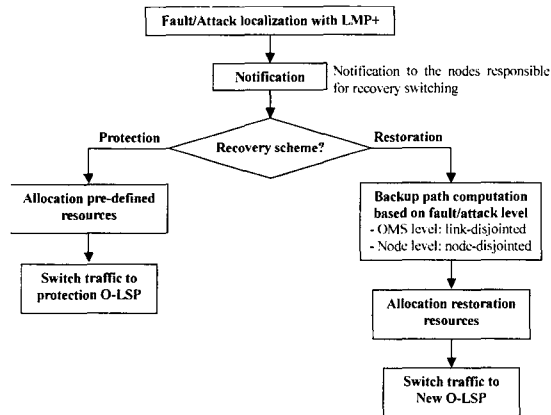 Fault/Attack localization with LMP+
Notification
Notification to the nodes responsible
for recovery switching
Protection
Recovery scheme?
Restoration
Allocation pre-defined
resources
Switch traffic to
protection O-LSP
Backup path computation
based on fault/attack level
- OMS level: link-disjointed
- Node level: node-disjointed
Allocation restoration
resources
Switch traffic to
New O-LSP